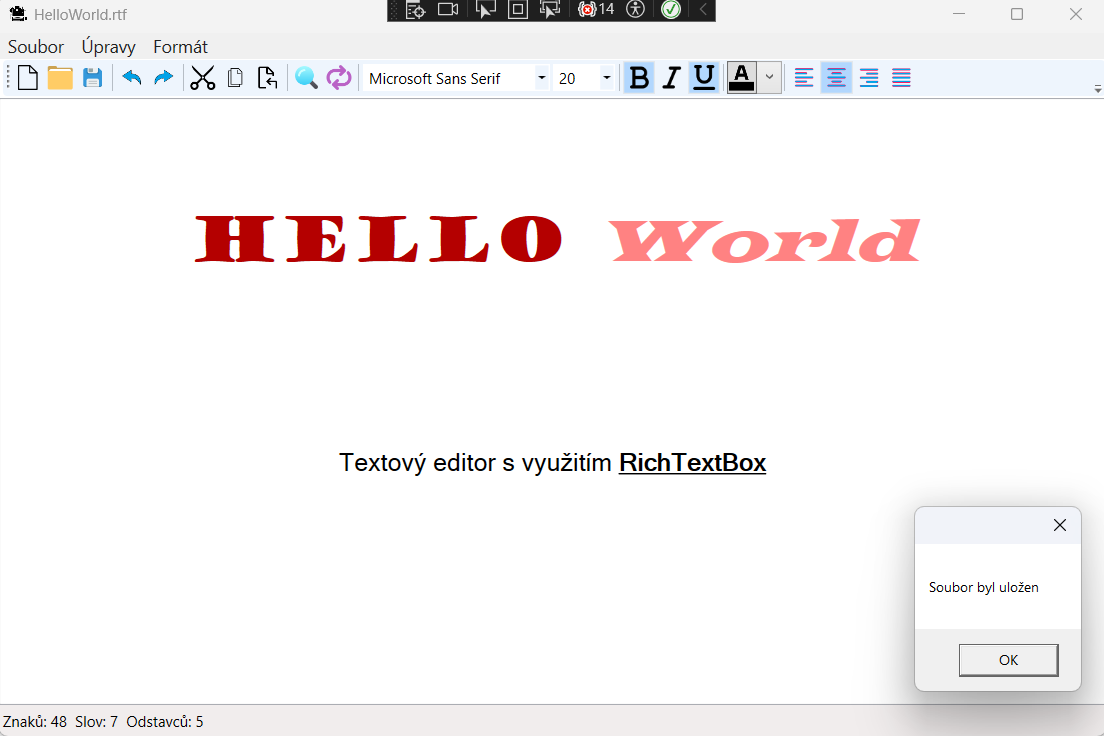 HelloWorld.rtf
14
Soubor Úpravy Formát
Microsoft Sans Serif 20 B I U A
HELLO World
Textový editor s využitím RichTextBox
Soubor byl uložen
OK
Znaků: 48 Slov: 7 Odstavců: 5